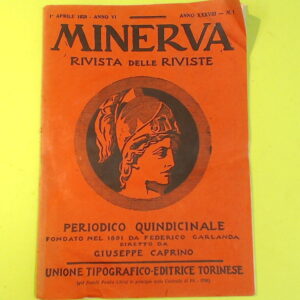 1° APRILE 1928 - ANNO VI ANNO XXXVIII - N. 1
MINERVA
RIVISTA DELLE RIVISTE
PERIODICO QUINDICINALE
FONDATO NEL 1891 DA FEDERICO GARLANDA
DIRETTO DA
GIUSEPPE CAPRINO
UNIONE TIPOGRAFICO-EDITRICE TORINESE